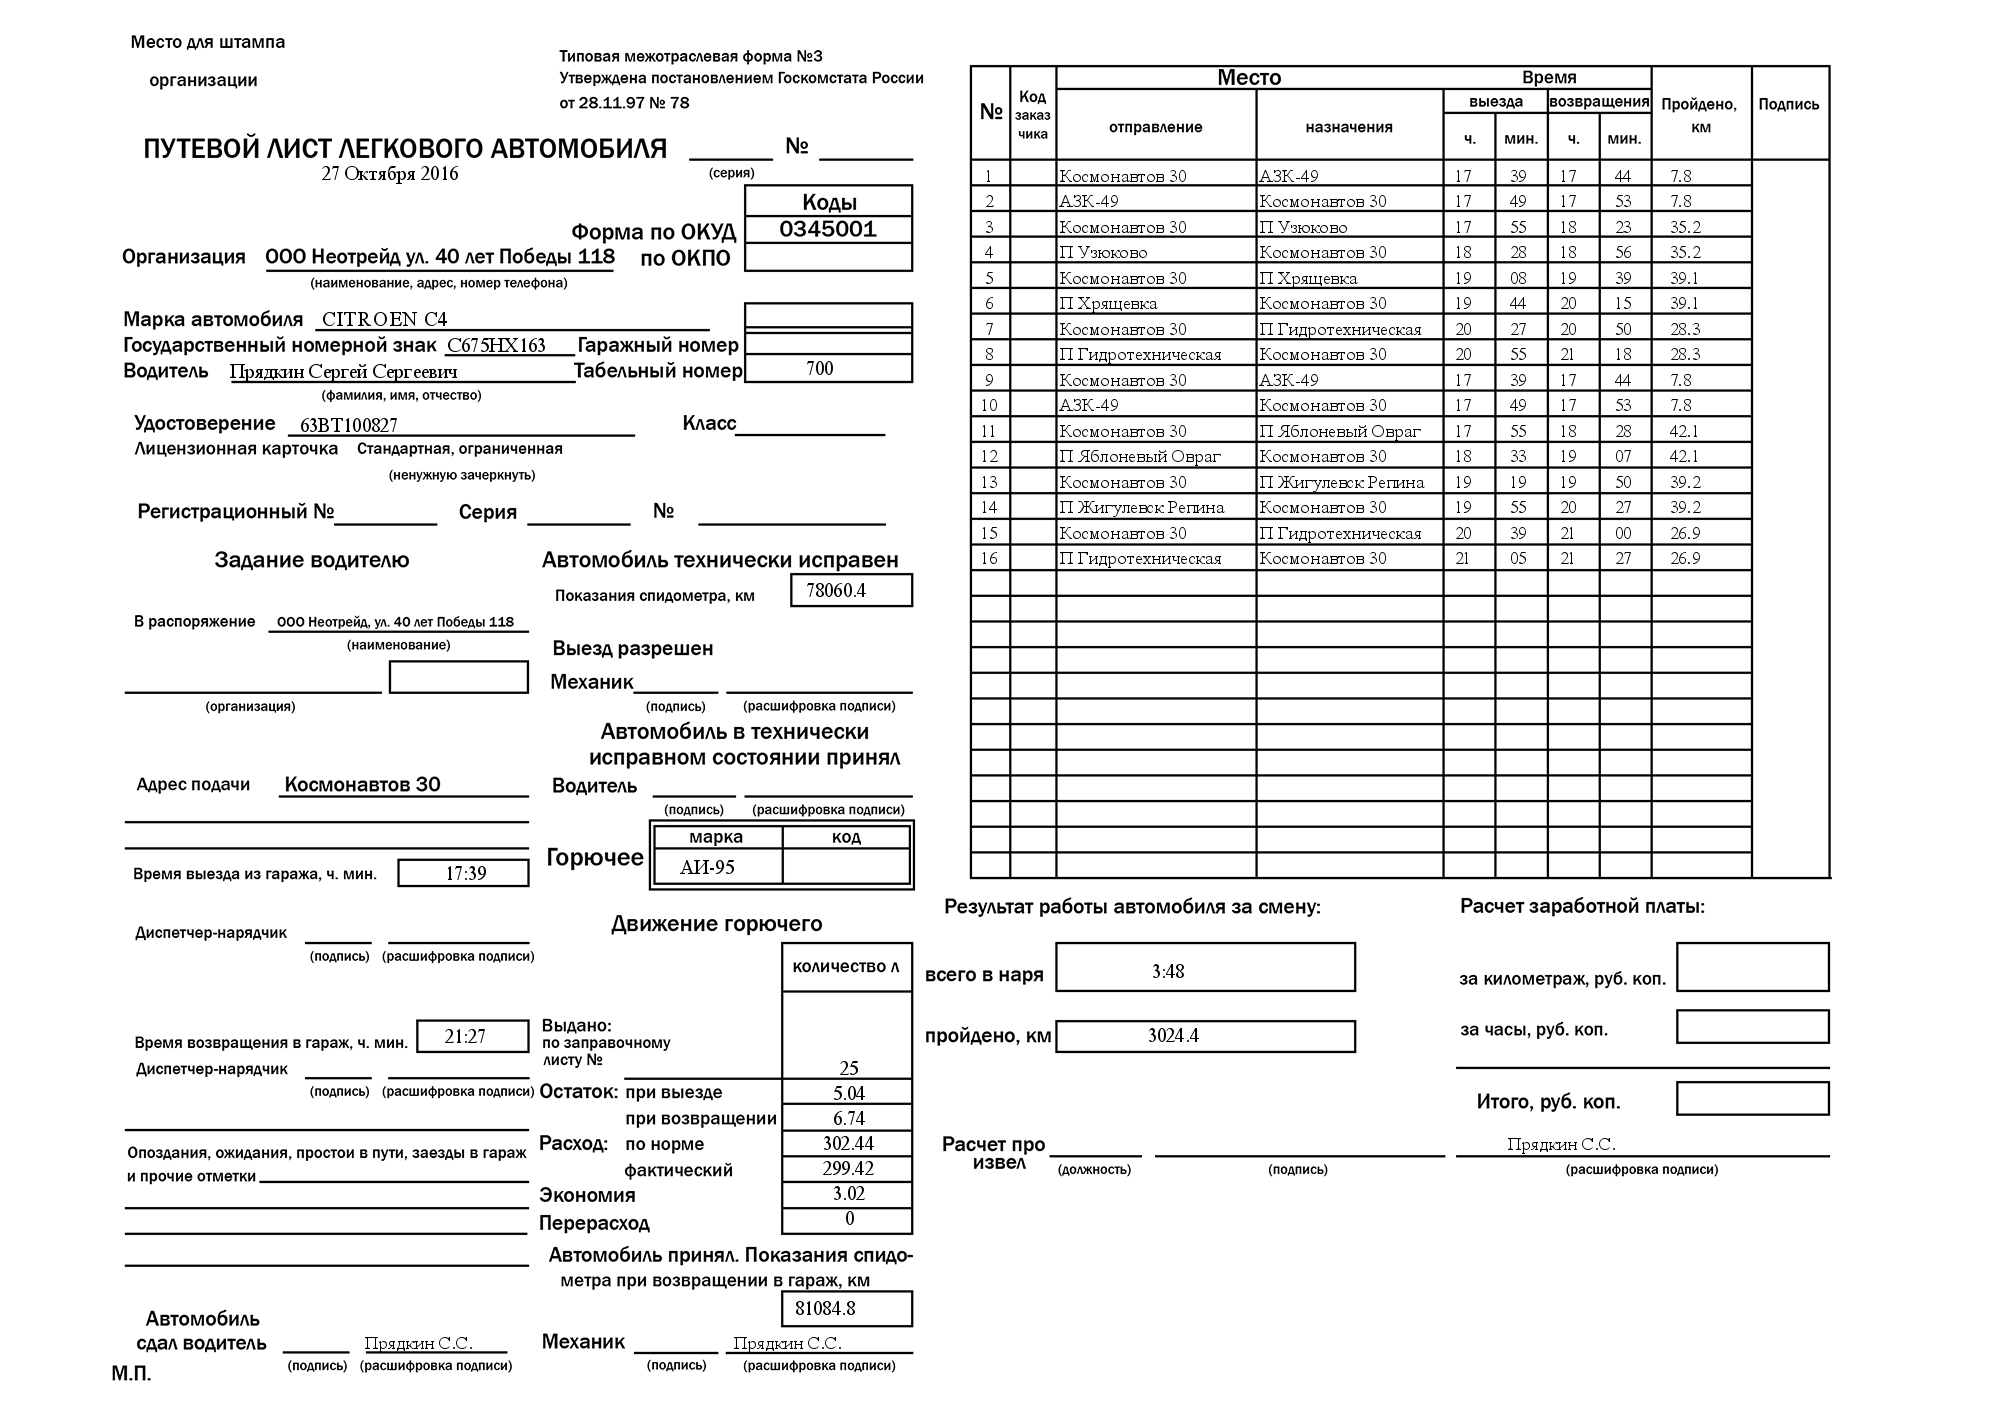 Место для штампа
организации
Типовая межотраслевая форма №3
Утверждена постановлением Госкомстата России
от 28.11.97 № 78
ПУТЕВОЙ ЛИСТ ЛЕГКОВОГО АВТОМОБИЛЯ №
27 Октября 2016 (серия)
Коды
Форма по ОКУД 0345001
Организация ООО Неотрейд ул. 40 лет Победы 118 по ОКПО
(наименование, адрес, номер телефона)
Марка автомобиля CITROEN C4
Государственный номерной знак С675НХ163 Гаражный номер
Водитель Прядкин Сергей Сергеевич Табельный номер 700
(фамилия, имя, отчество)
Удостоверение 63ВТ100827 Класс
Лицензионная карточка Стандартная, ограниченная
(ненужную зачеркнуть)
Регистрационный № Серия №
Задание водителю
В распоряжение ООО Неотрейд, ул. 40 лет Победы 118
(наименование)
(организация)
Адрес подачи Космонавтов 30
Время выезда из гаража, ч. мин. 17:39
Диспетчер-нарядчик
(подпись) (расшифровка подписи)
Время возвращения в гараж, ч. мин. 21:27
Диспетчер-нарядчик
(подпись) (расшифровка подписи)
Опоздания, ожидания, простои в пути, заезды в гараж
и прочие отметки
Автомобиль
сдал водитель Прядкин С.С.
(подпись) (расшифровка подписи)
М.П.
Автомобиль технически исправен
Показания спидометра, км 78060.4
Выезд разрешен
Механик
(подпись) (расшифровка подписи)
Автомобиль в технически
исправном состоянии принял
Водитель
(подпись) (расшифровка подписи)
марка код
Горючее АИ-95
Движение горючего
количество л
Выдано:
по заправочному
листу № 25
Остаток: при выезде 5.04
при возвращении 6.74
Расход: по норме 302.44
фактический 299.42
Экономия 3.02
Перерасход 0
Автомобиль принял. Показания спидо-
метра при возвращении в гараж, км
81084.8
Механик Прядкин С.С.
(подпись) (расшифровка подписи)
№ Код заказ чика Место Время Пройдено, км Подпись
отправление назначения выезда возвращения
ч. мин. ч. мин.
1 Космонавтов 30 АЗК-49 17 39 17 44 7.8
2 АЗК-49 Космонавтов 30 17 49 17 53 7.8
3 Космонавтов 30 П Узюково 17 55 18 23 35.2
4 П Узюково Космонавтов 30 18 28 18 56 35.2
5 Космонавтов 30 П Хрящевка 19 08 19 39 39.1
6 П Хрящевка Космонавтов 30 19 44 20 15 39.1
7 Космонавтов 30 П Гидротехническая 20 27 20 50 28.3
8 П Гидротехническая Космонавтов 30 20 55 21 18 28.3
9 Космонавтов 30 АЗК-49 17 39 17 44 7.8
10 АЗК-49 Космонавтов 30 17 49 17 53 7.8
11 Космонавтов 30 П Яблоневый Овраг 17 55 18 28 42.1
12 П Яблоневый Овраг Космонавтов 30 18 33 19 07 42.1
13 Космонавтов 30 П Жигулевск Репина 19 19 19 50 39.2
14 П Жигулевск Репина Космонавтов 30 19 55 20 27 39.2
15 Космонавтов 30 П Гидротехническая 20 39 21 00 26.9
16 П Гидротехническая Космонавтов 30 21 05 21 27 26.9
Результат работы автомобиля за смену:
всего в наря 3:48
пройдено, км 3024.4
Расчет заработной платы:
за километраж, руб. коп.
за часы, руб. коп.
Итого, руб. коп.
Расчет про
извел Прядкин С.С.
(должность) (подпись) (расшифровка подписи)